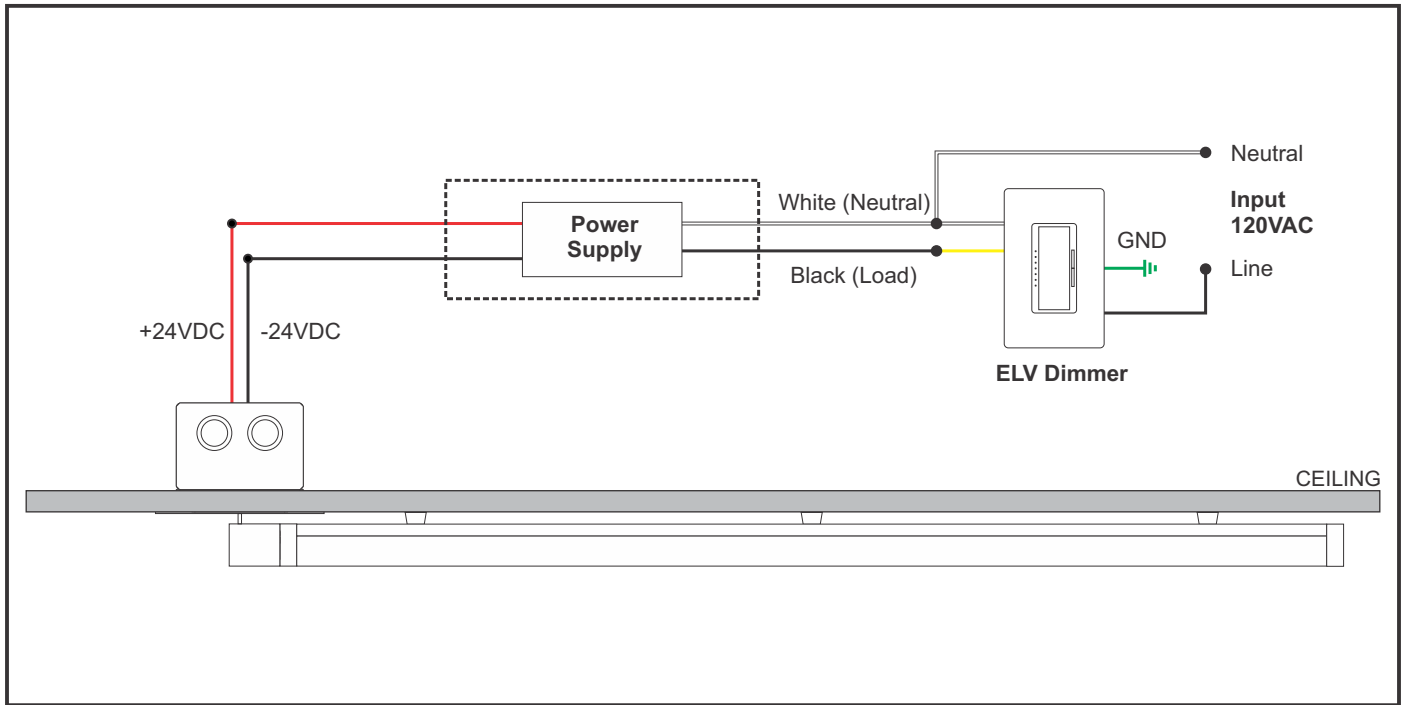 Neutral
White (Neutral)
Input
120VAC
Power
Supply
GND
Line
Black (Load)
+24VDC
-24VDC
ELV Dimmer
CEILING